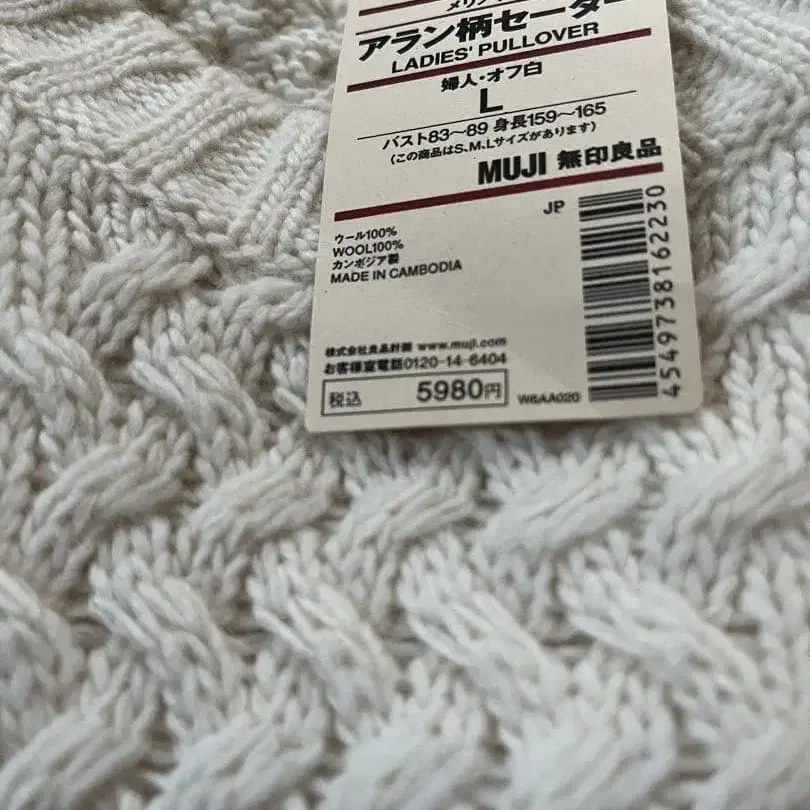 アラン柄セーター
LADIES' PULLOVER
婦人・オフ白
L
バスト83〜89 身長159〜165
(この商品はS、M、Lサイズがあります)
MUJI 無印良品
JP
ウール100%
WOOL100%
カンボジア製
MADE IN CAMBODIA
株式会社良品計画 www.muji.com
お客様室電話0120-14-6404
税込 5980円
W6AA020
4549738162230